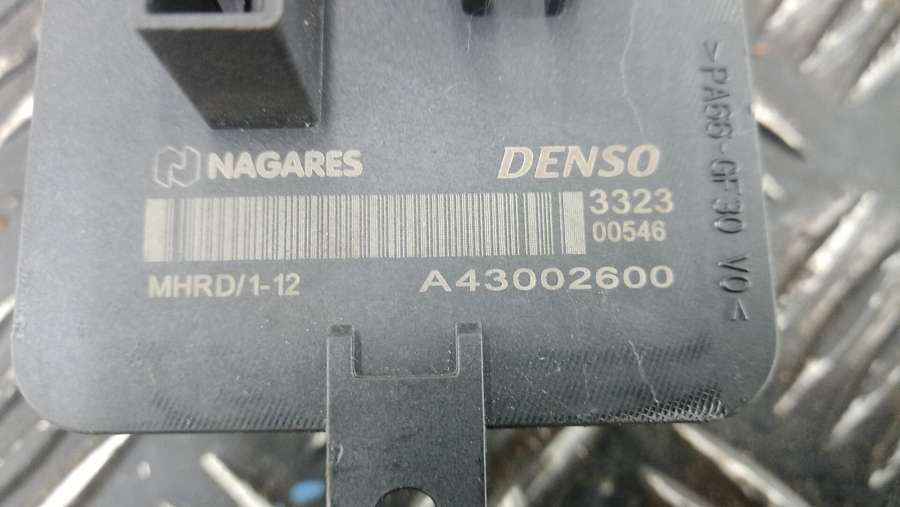 NAGARES
DENSO
3323
00546
MHRD/1-12
A43002600
>PA66-GF30 V0<